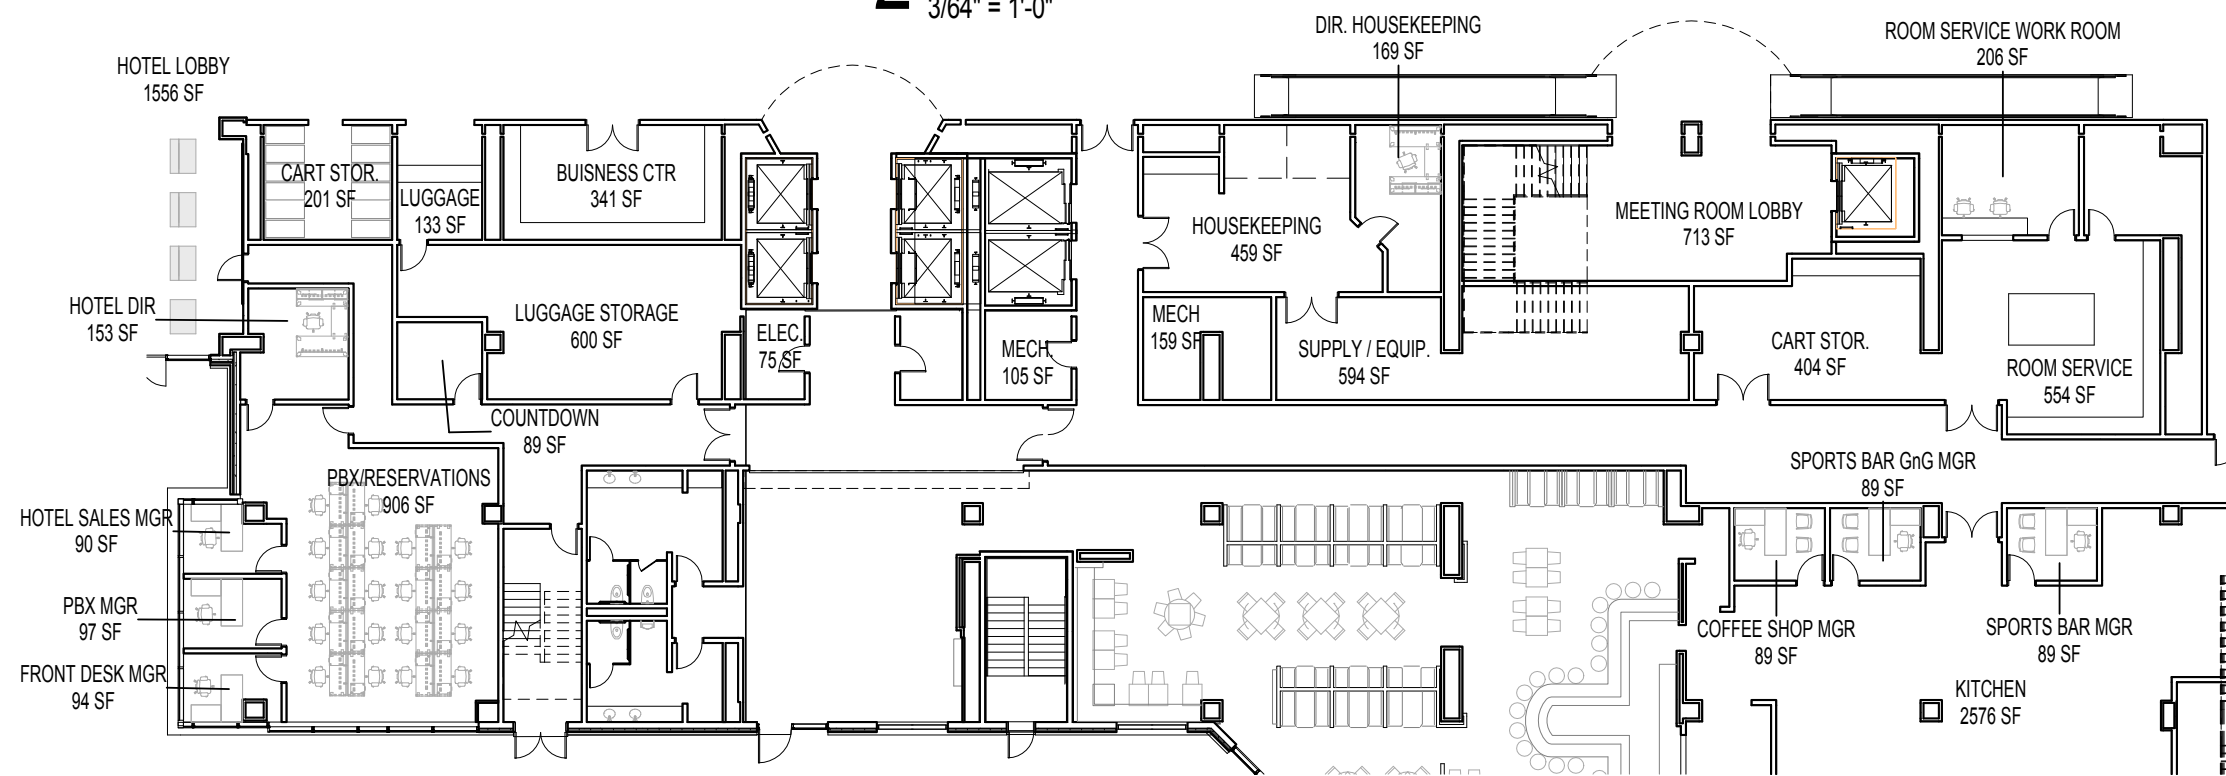 3/64" = 1'-0"
DIR. HOUSEKEEPING
169 SF
ROOM SERVICE WORK ROOM
206 SF
HOTEL LOBBY
1556 SF
CART STOR.
201 SF
LUGGAGE
133 SF
BUISNESS CTR
341 SF
HOUSEKEEPING
459 SF
MEETING ROOM LOBBY
713 SF
HOTEL DIR
153 SF
LUGGAGE STORAGE
600 SF
ELEC.
75 SF
MECH.
105 SF
MECH
159 SF
SUPPLY / EQUIP.
594 SF
CART STOR.
404 SF
ROOM SERVICE
554 SF
COUNTDOWN
89 SF
PBX/RESERVATIONS
906 SF
SPORTS BAR GnG MGR
89 SF
HOTEL SALES MGR
90 SF
PBX MGR
97 SF
FRONT DESK MGR
94 SF
COFFEE SHOP MGR
89 SF
SPORTS BAR MGR
89 SF
KITCHEN
2576 SF